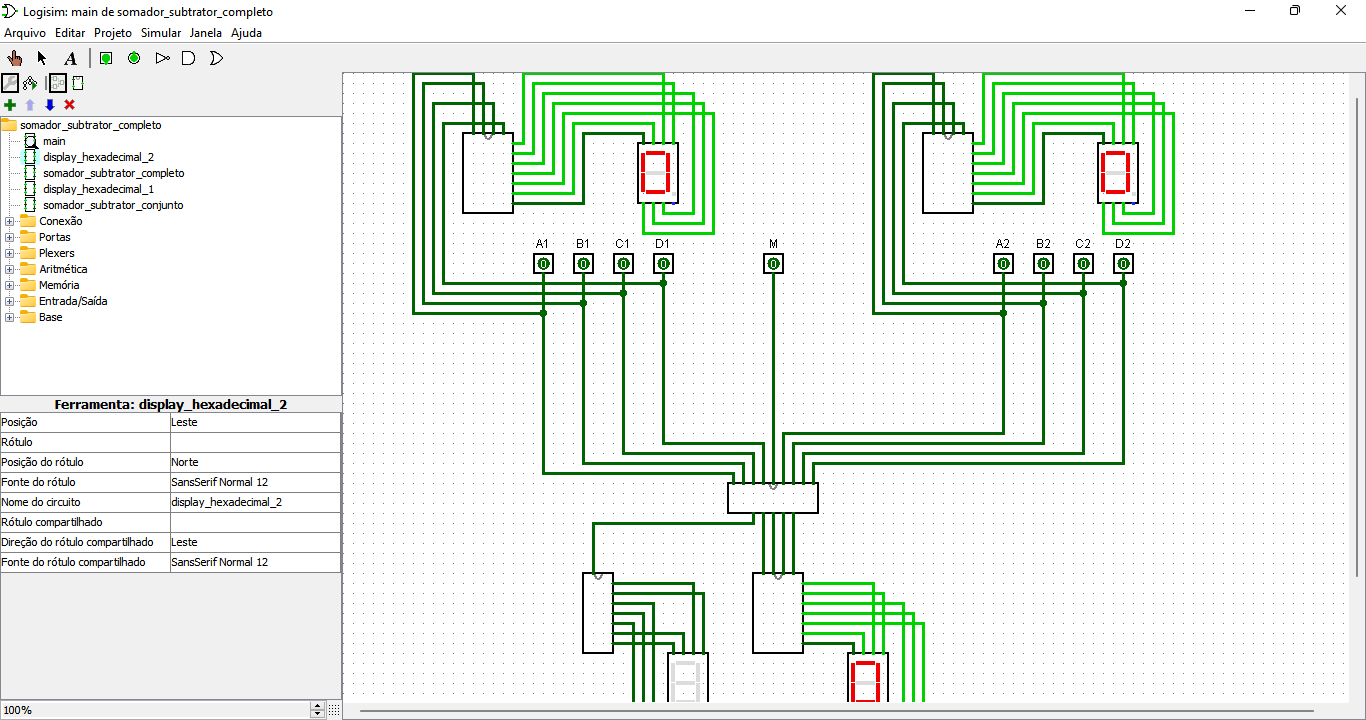 Logisim: main de somador_subtrator_completo
Arquivo Editar Projeto Simular Janela Ajuda
A
somador_subtrator_completo
main
display_hexadecimal_2
somador_subtrator_completo
display_hexadecimal_1
somador_subtrator_conjunto
Conexão
Portas
Plexers
Aritmética
Memória
Entrada/Saída
Base
Ferramenta: display_hexadecimal_2
Posição Leste
Rótulo
Posição do rótulo Norte
Fonte do rótulo SansSerif Normal 12
Nome do circuito display_hexadecimal_2
Rótulo compartilhado
Direção do rótulo compartilhado Leste
Fonte do rótulo compartilhado SansSerif Normal 12
100%
0 0
A1 B1 C1 D1 M A2 B2 C2 D2
0 0 0 0 0 0 0 0 0
0